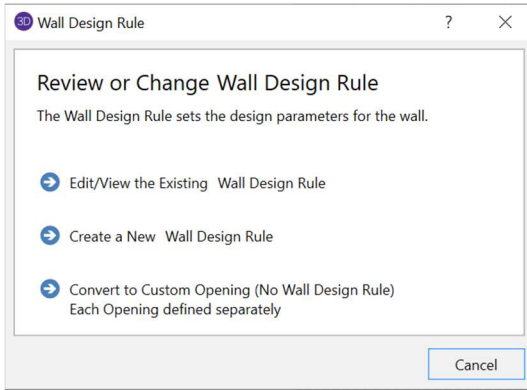 3D Wall Design Rule ?
Review or Change Wall Design Rule
The Wall Design Rule sets the design parameters for the wall.
Edit/View the Existing Wall Design Rule
Create a New Wall Design Rule
Convert to Custom Opening (No Wall Design Rule)
Each Opening defined separately
Cancel